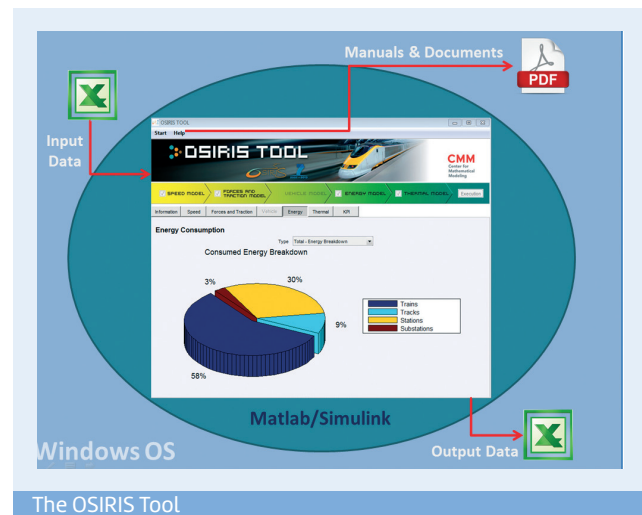 Manuals & Documents
PDF
Input
Data
OSIRIS TOOL
Start Help
OSIRIS TOOL
CMM
Center for
Mathematical
Modeling
SPEED MODEL
FORCES AND
TRACTION MODEL
VEHICLE MODEL
ENERGY MODEL
THERMAL MODEL
Execution
Information Speed Forces and Traction Vehicle Energy Thermal KPI
Energy Consumption
Type Total - Energy Breakdown
Consumed Energy Breakdown
3%
30%
9%
58%
Trains
Tracks
Stations
Substations
Matlab/Simulink
Windows OS
Output Data
The OSIRIS Tool